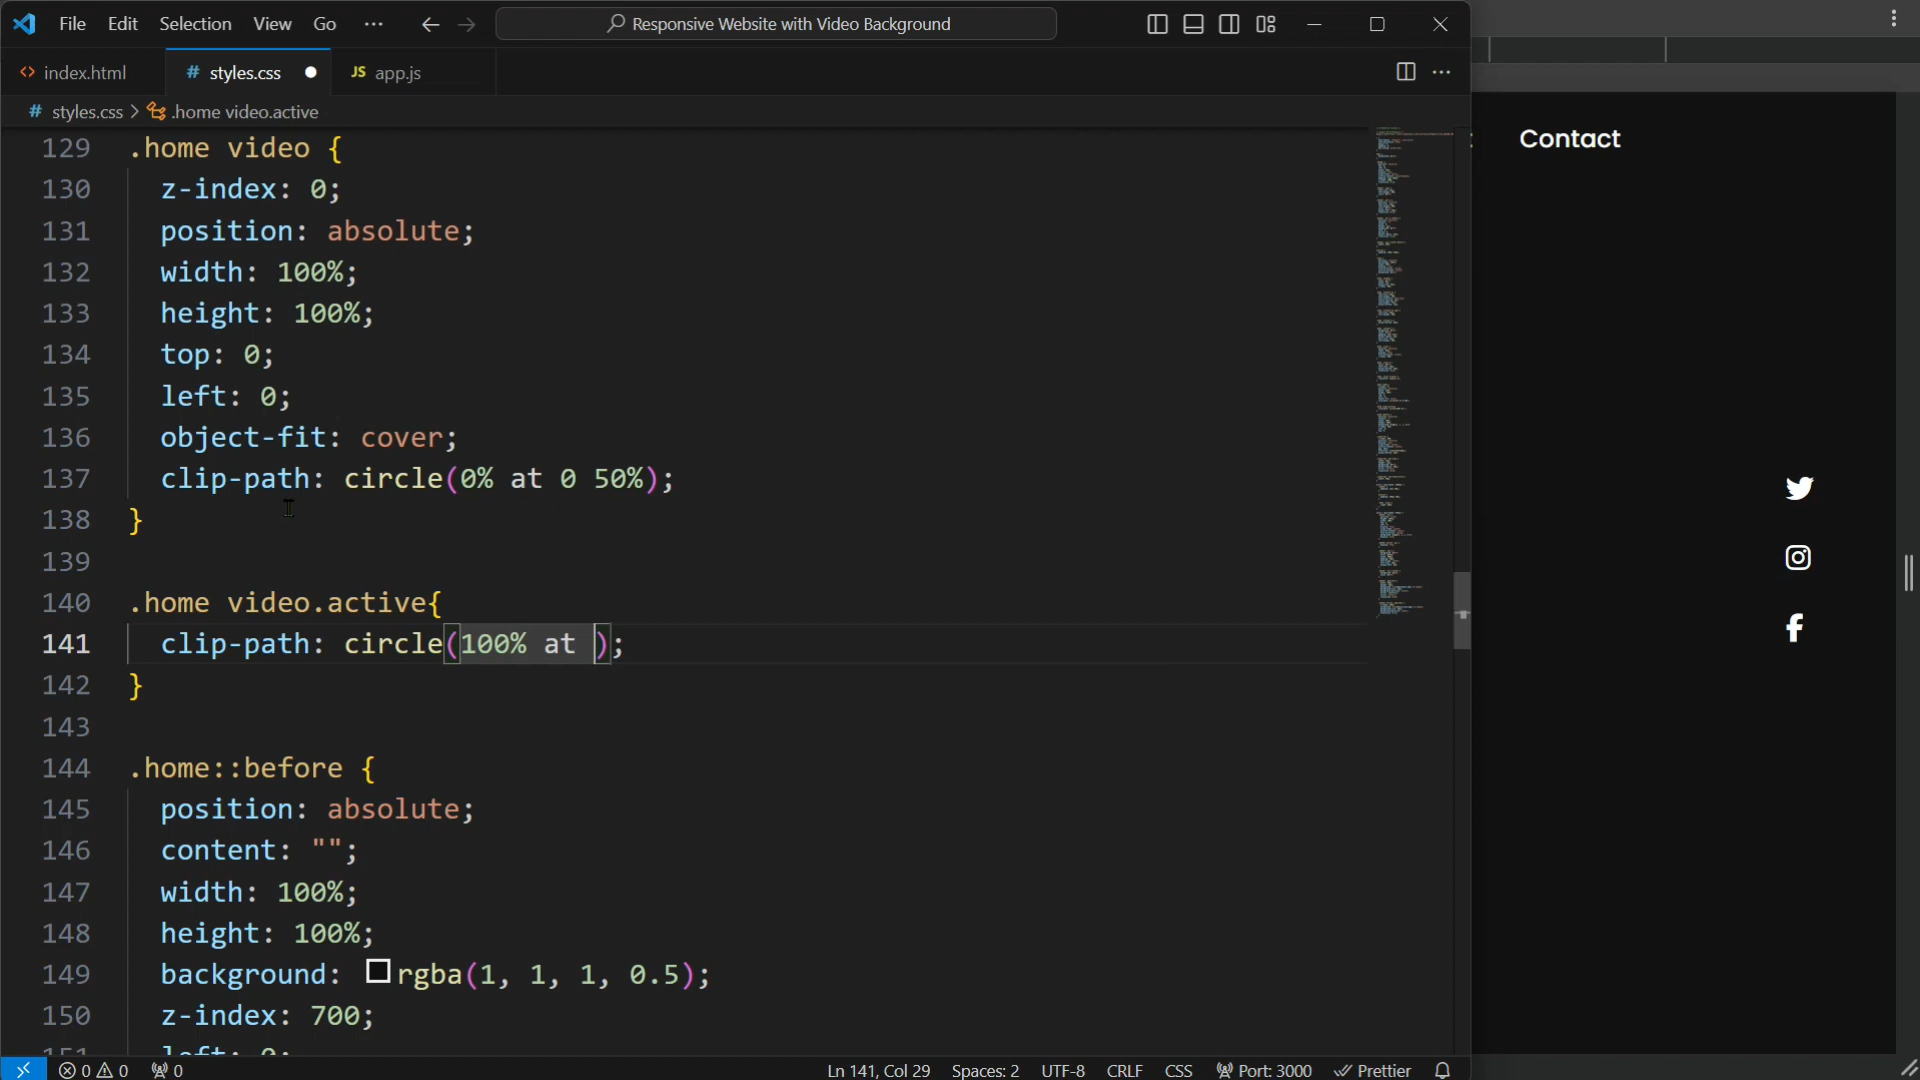 File Edit Selection View Go ··· Responsive Website with Video Background
index.html # styles.css JS app.js
# styles.css > .home video.active
129 .home video {
130 z-index: 0;
131 position: absolute;
132 width: 100%;
133 height: 100%;
134 top: 0;
135 left: 0;
136 object-fit: cover;
137 clip-path: circle(0% at 0 50%);
138 }
139
140 .home video.active{
141 clip-path: circle(100% at );
142 }
143
144 .home::before {
145 position: absolute;
146 content: "";
147 width: 100%;
148 height: 100%;
149 background: rgba(1, 1, 1, 0.5);
150 z-index: 700;
151 left: 0;
Contact
0 0 0 Ln 141, Col 29 Spaces: 2 UTF-8 CRLF CSS Port: 3000 Prettier